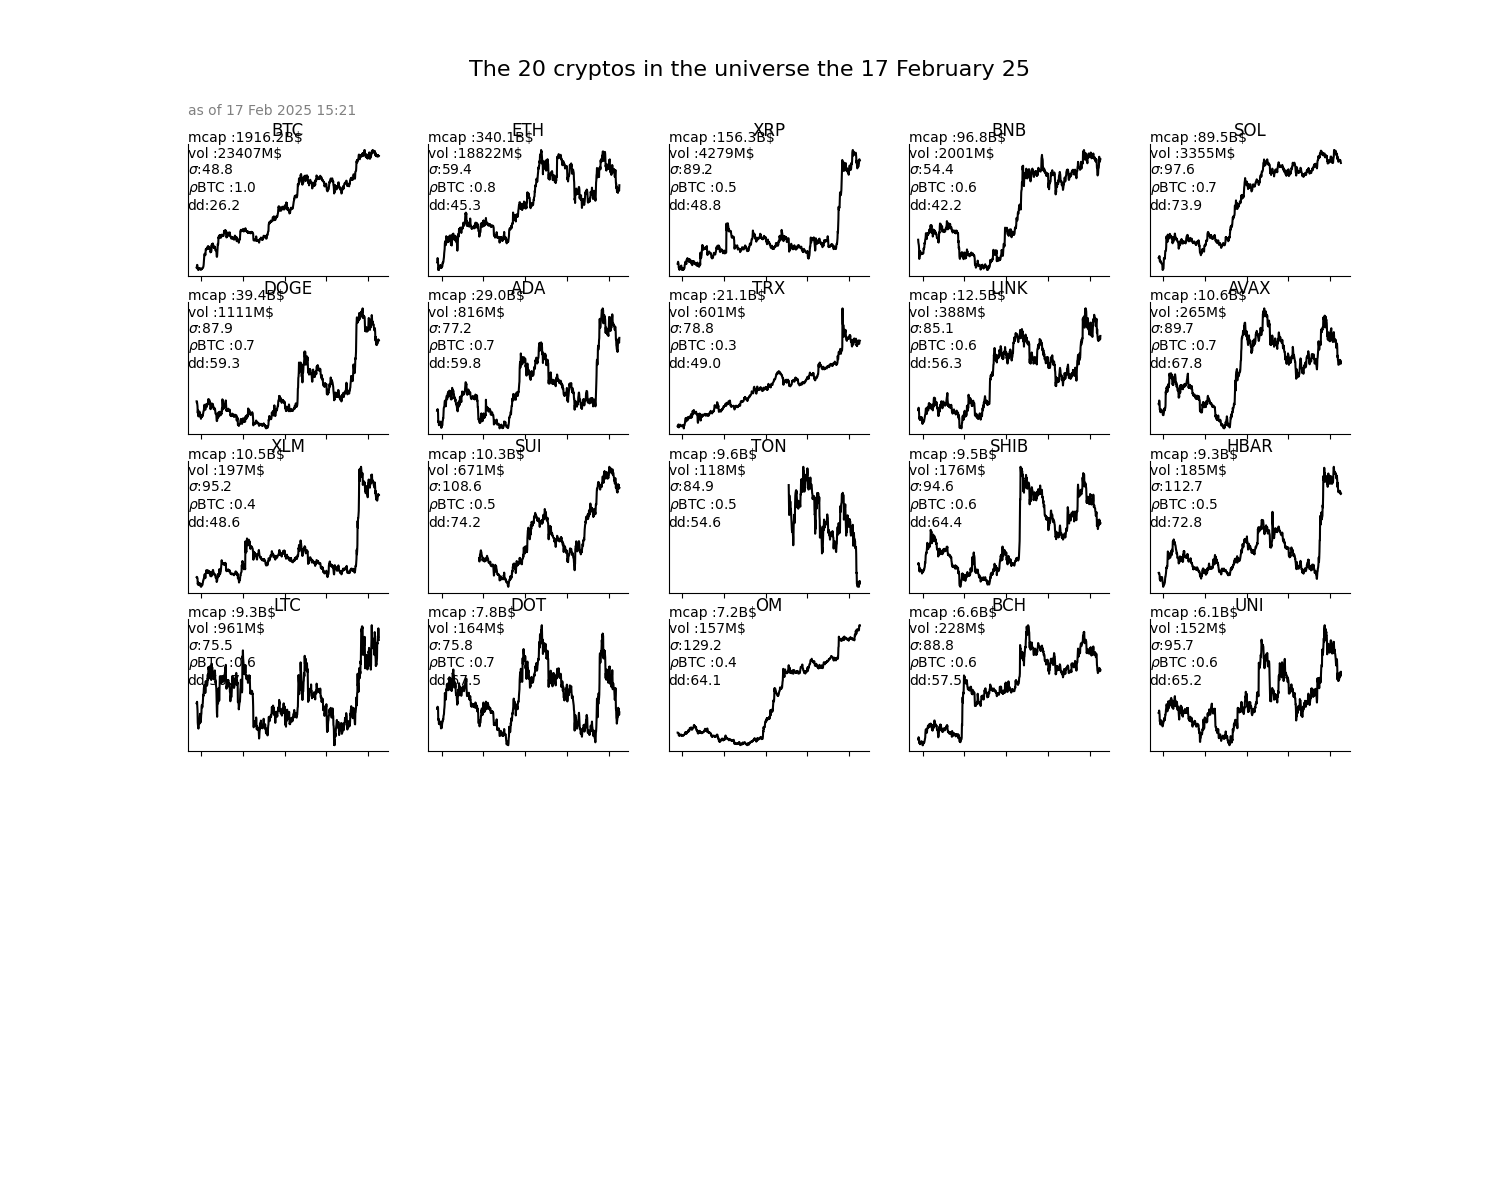 The 20 cryptos in the universe the 17 February 25
as of 17 Feb 2025 15:21
BTC
mcap :1916.2B$
vol :23407M$
σ:48.8
ρBTC :1.0
dd:26.2
ETH
mcap :340.1B$
vol :18822M$
σ:59.4
ρBTC :0.8
dd:45.3
XRP
mcap :156.3B$
vol :4279M$
σ:89.2
ρBTC :0.5
dd:48.8
BNB
mcap :96.8B$
vol :2001M$
σ:54.4
ρBTC :0.6
dd:42.2
SOL
mcap :89.5B$
vol :3355M$
σ:97.6
ρBTC :0.7
dd:73.9
DOGE
mcap :39.4B$
vol :1111M$
σ:87.9
ρBTC :0.7
dd:59.3
ADA
mcap :29.0B$
vol :816M$
σ:77.2
ρBTC :0.7
dd:59.8
TRX
mcap :21.1B$
vol :601M$
σ:78.8
ρBTC :0.3
dd:49.0
LINK
mcap :12.5B$
vol :388M$
σ:85.1
ρBTC :0.6
dd:56.3
AVAX
mcap :10.6B$
vol :265M$
σ:89.7
ρBTC :0.7
dd:67.8
XLM
mcap :10.5B$
vol :197M$
σ:95.2
ρBTC :0.4
dd:48.6
SUI
mcap :10.3B$
vol :671M$
σ:108.6
ρBTC :0.5
dd:74.2
TON
mcap :9.6B$
vol :118M$
σ:84.9
ρBTC :0.5
dd:54.6
SHIB
mcap :9.5B$
vol :176M$
σ:94.6
ρBTC :0.6
dd:64.4
HBAR
mcap :9.3B$
vol :185M$
σ:112.7
ρBTC :0.5
dd:72.8
LTC
mcap :9.3B$
vol :961M$
σ:75.5
ρBTC :0.6
DOT
mcap :7.8B$
vol :164M$
σ:75.8
ρBTC :0.7
dd:67.5
OM
mcap :7.2B$
vol :157M$
σ:129.2
ρBTC :0.4
dd:64.1
BCH
mcap :6.6B$
vol :228M$
σ:88.8
ρBTC :0.6
dd:57.5
UNI
mcap :6.1B$
vol :152M$
σ:95.7
ρBTC :0.6
dd:65.2